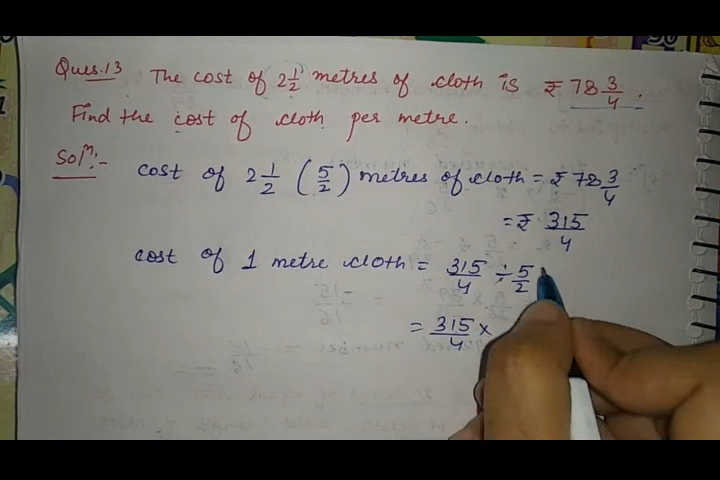 Ques.13 The cost of 2 1/2 metres of cloth is ₹ 78 3/4.
Find the cost of cloth per metre.
Solⁿ:- cost of 2 1/2 (5/2) metres of cloth = ₹ 78 3/4
= ₹ 315/4
cost of 1 metre cloth = 315/4 ÷ 5/2
= 315/4 ×